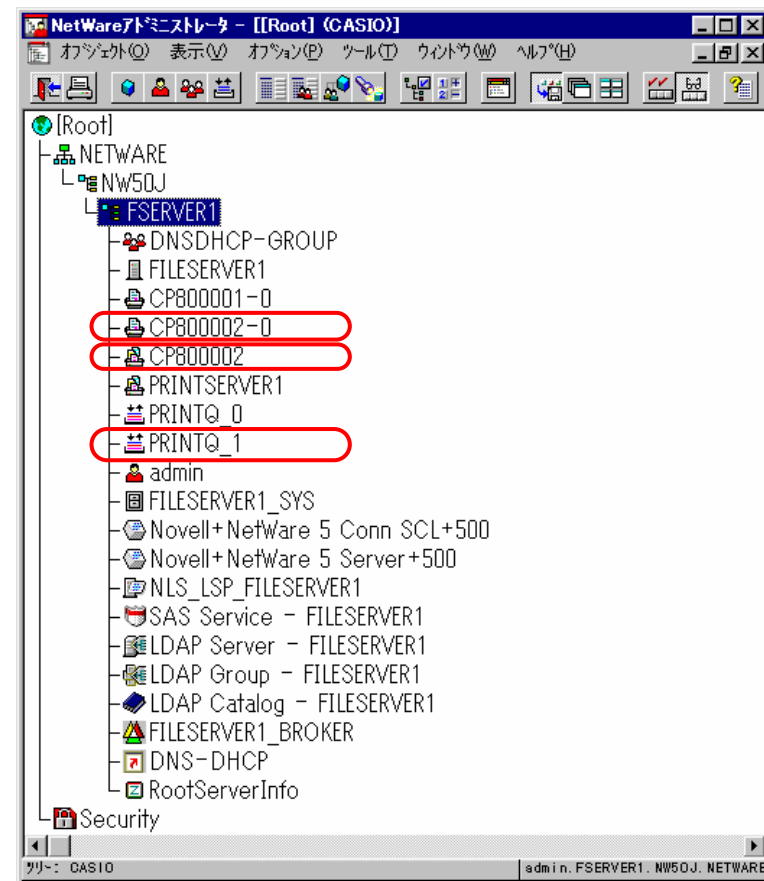 NetWareｱﾄﾞﾐﾆｽﾄﾚｰﾀ - [[Root] (CASIO)]
ｵﾌﾞｼﾞｪｸﾄ(O) 表示(V) ｵﾌﾟｼｮﾝ(P) ﾂｰﾙ(T) ｳｨﾝﾄﾞｳ(W) ﾍﾙﾌﾟ(H)
[Root]
NETWARE
NW50J
FSERVER1
DNSDHCP-GROUP
FILESERVER1
CP800001-0
CP800002-0
CP800002
PRINTSERVER1
PRINTQ_0
PRINTQ_1
admin
FILESERVER1_SYS
Novell+NetWare 5 Conn SCL+500
Novell+NetWare 5 Server+500
NLS_LSP_FILESERVER1
SAS Service - FILESERVER1
LDAP Server - FILESERVER1
LDAP Group - FILESERVER1
LDAP Catalog - FILESERVER1
FILESERVER1_BROKER
DNS-DHCP
RootServerInfo
Security
ﾂﾘｰ: CASIO admin.FSERVER1.NW50J.NETWARE